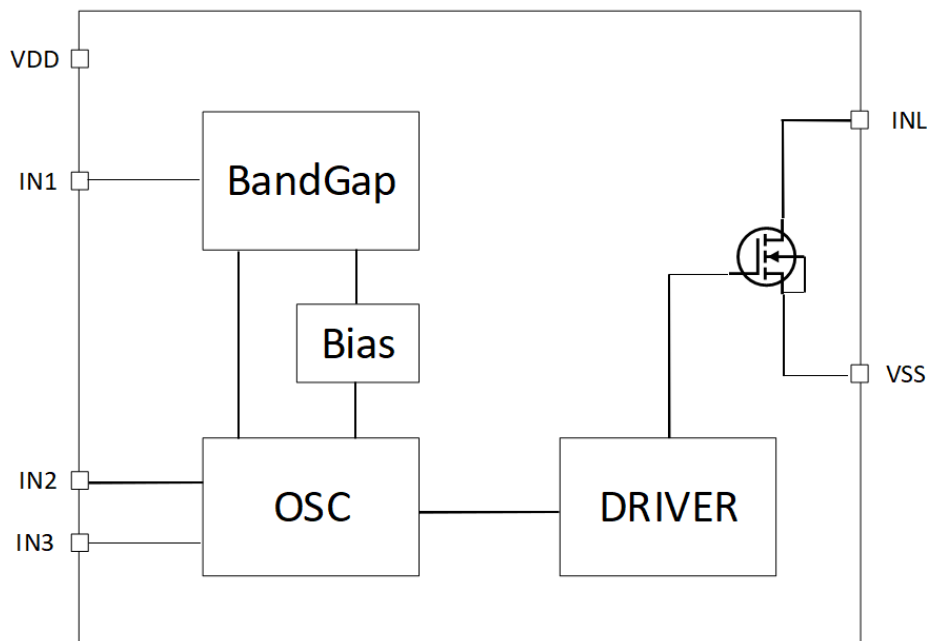 VDD
INL
IN1
BandGap
Bias
VSS
IN2
OSC
DRIVER
IN3